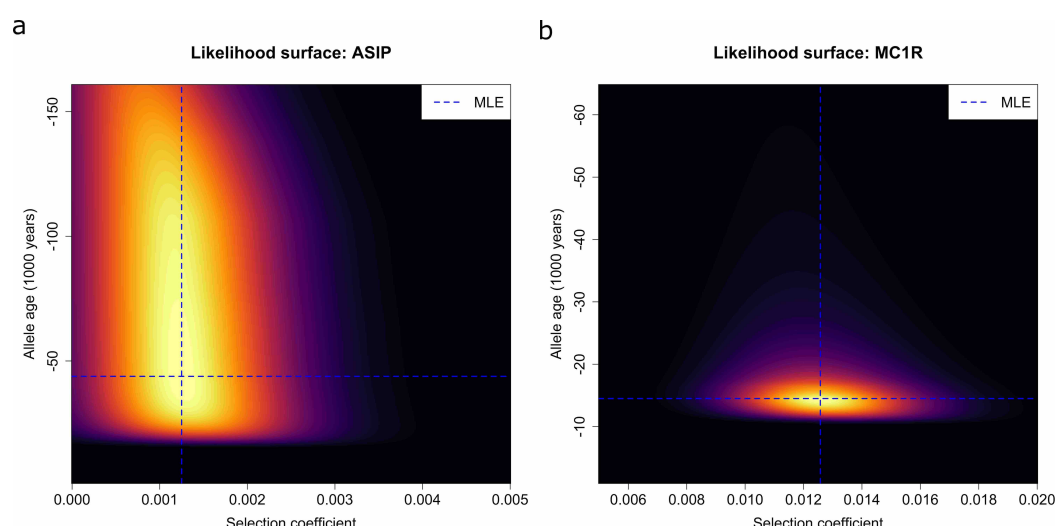 a
Likelihood surface: ASIP
MLE
Allele age (1000 years)
-150
-100
-50
0.000 0.001 0.002 0.003 0.004 0.005
Selection coefficient
b
Likelihood surface: MC1R
MLE
Allele age (1000 years)
-60
-50
-40
-30
-20
-10
0.006 0.008 0.010 0.012 0.014 0.016 0.018 0.020
Selection coefficient